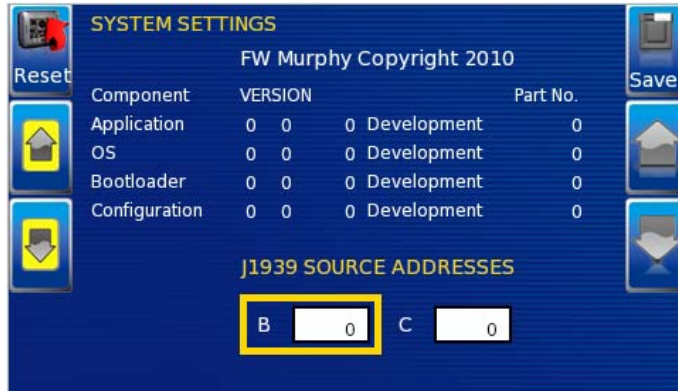 SYSTEM SETTINGS
FW Murphy Copyright 2010
Reset
Save
Component VERSION Part No.
Application 0 0 0 Development 0
OS 0 0 0 Development 0
Bootloader 0 0 0 Development 0
Configuration 0 0 0 Development 0
J1939 SOURCE ADDRESSES
B 0 C 0